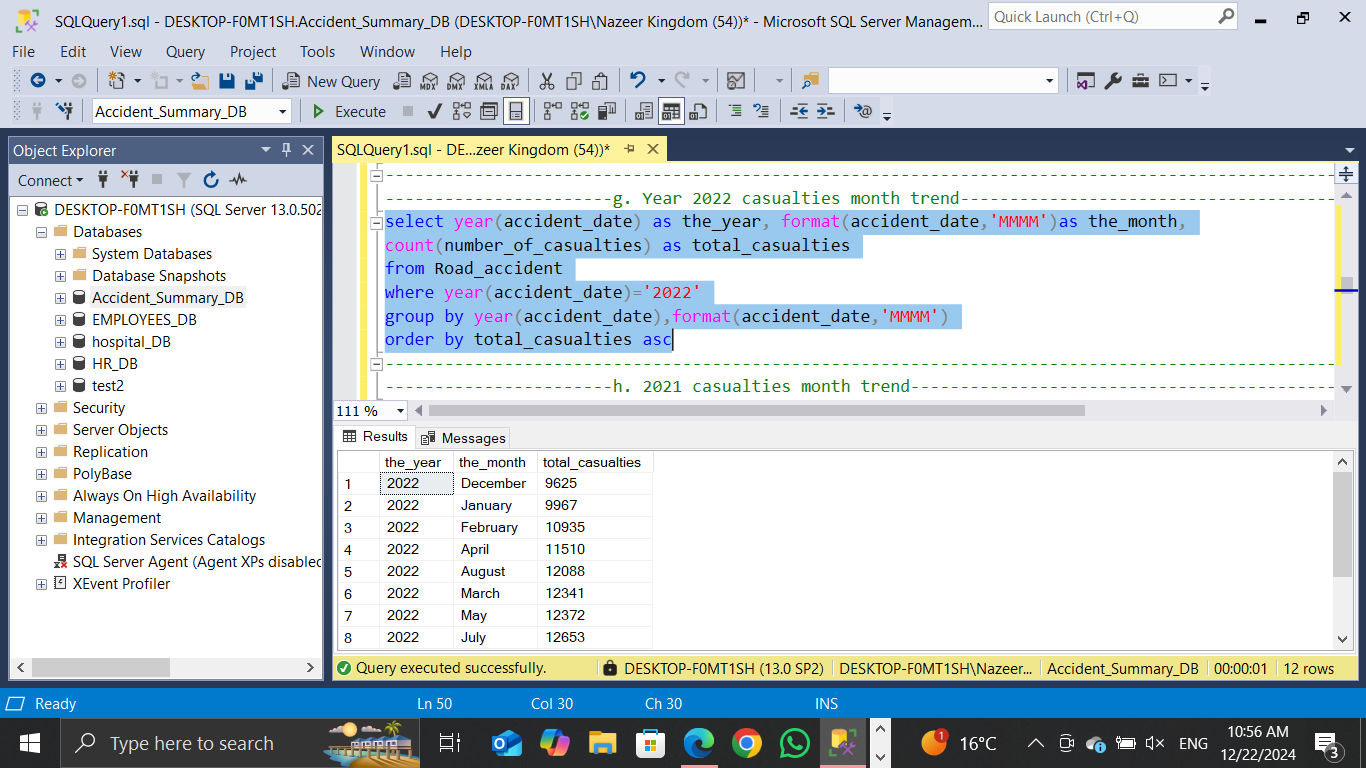 SQLQuery1.sql - DESKTOP-F0MT1SH.Accident_Summary_DB (DESKTOP-F0MT1SH\Nazeer Kingdom (54))* - Microsoft SQL Server Managem...
Quick Launch (Ctrl+Q)
File Edit View Query Project Tools Window Help
New Query
MDX DMX XMLA DAX
Accident_Summary_DB
Execute
Object Explorer
SQLQuery1.sql - DE...zeer Kingdom (54))*
Connect
DESKTOP-F0MT1SH (SQL Server 13.0.502
Databases
System Databases
Database Snapshots
Accident_Summary_DB
EMPLOYEES_DB
hospital_DB
HR_DB
test2
Security
Server Objects
Replication
PolyBase
Always On High Availability
Management
Integration Services Catalogs
SQL Server Agent (Agent XPs disabled
XEvent Profiler
-----------------------g. Year 2022 casualties month trend--------------------------------------
select year(accident_date) as the_year, format(accident_date,'MMMM')as the_month,
count(number_of_casualties) as total_casualties
from Road_accident
where year(accident_date)='2022'
group by year(accident_date),format(accident_date,'MMMM')
order by total_casualties asc
-----------------------h. 2021 casualties month trend-------------------------------------------
111 %
Results Messages
the_year the_month total_casualties
1 2022 December 9625
2 2022 January 9967
3 2022 February 10935
4 2022 April 11510
5 2022 August 12088
6 2022 March 12341
7 2022 May 12372
8 2022 July 12653
Query executed successfully.
DESKTOP-F0MT1SH (13.0 SP2)
DESKTOP-F0MT1SH\Nazeer...
Accident_Summary_DB
00:00:01
12 rows
Ready
Ln 50
Col 30
Ch 30
INS
Type here to search
1
16°C
ENG
10:56 AM
12/22/2024
3